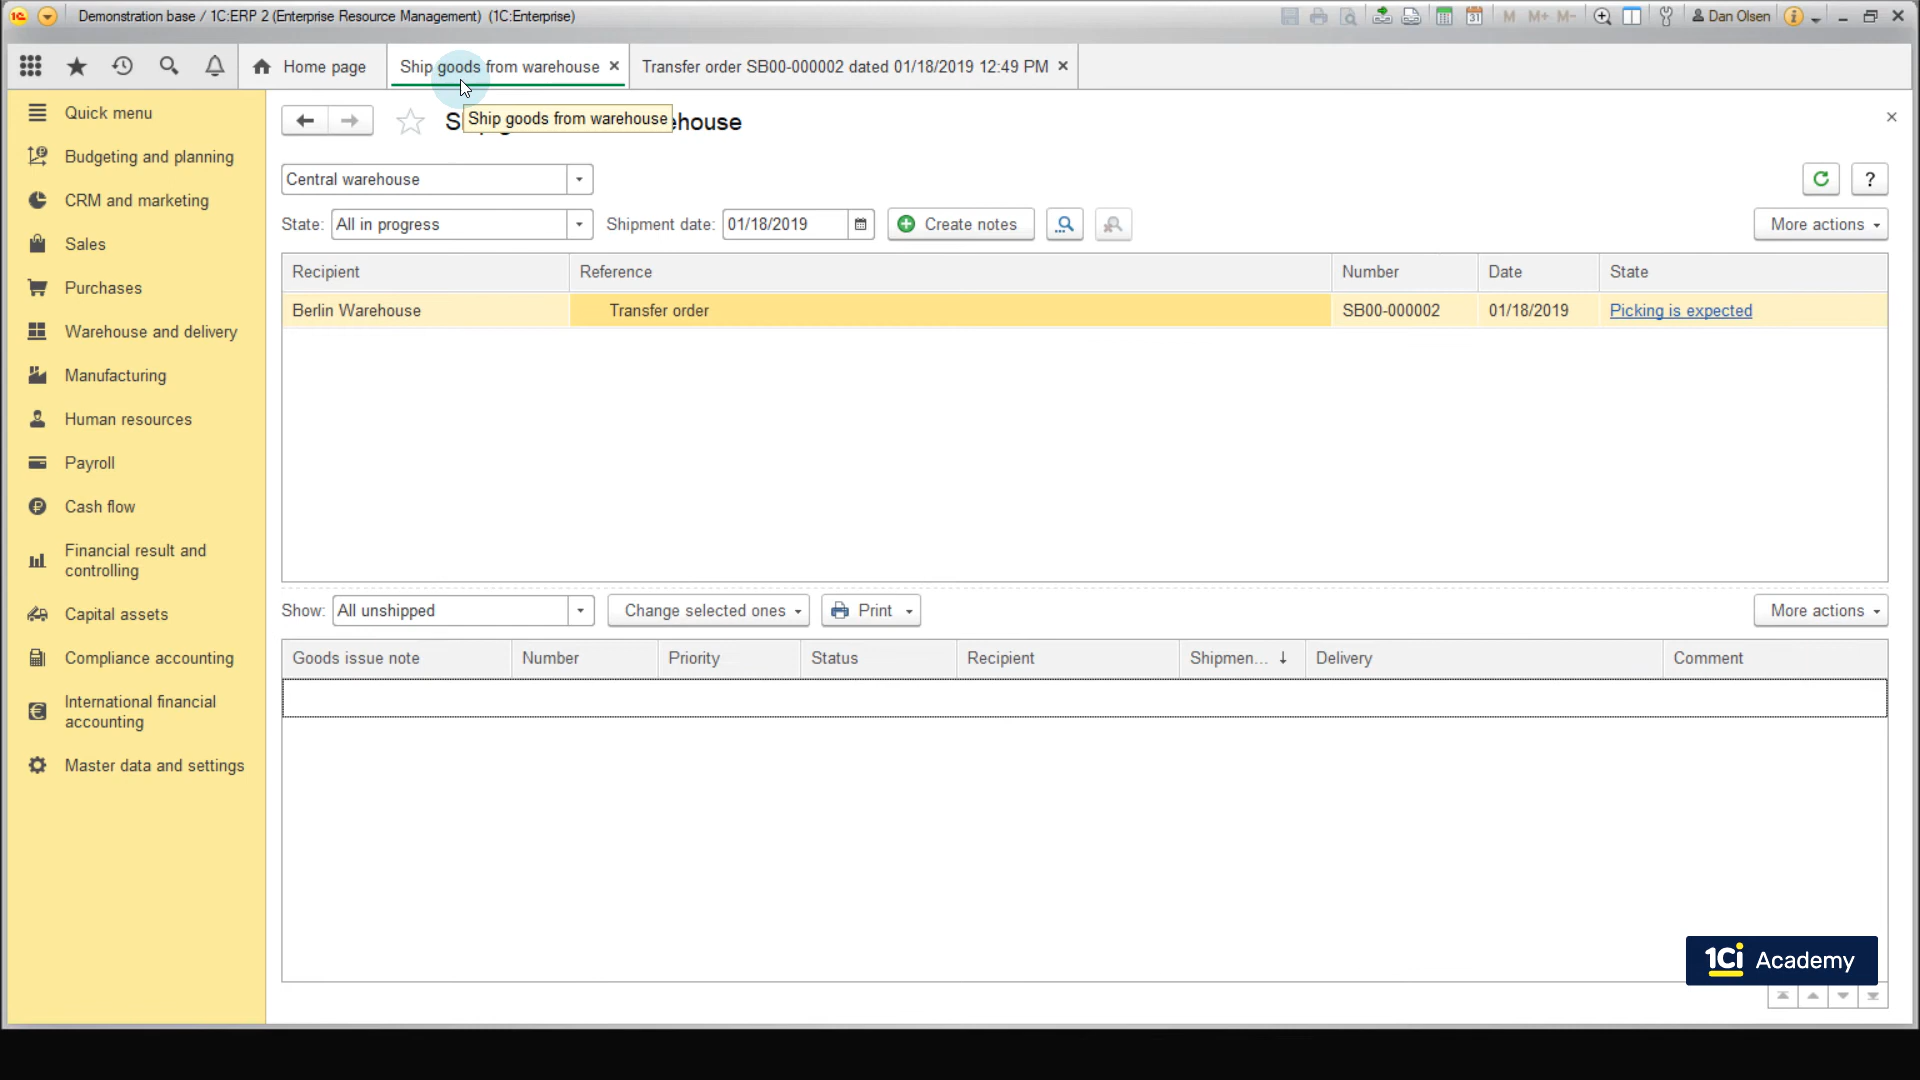 Demonstration base / 1C:ERP 2 (Enterprise Resource Management) (1C:Enterprise)
M M+ M- Dan Olsen
Home page
Ship goods from warehouse
Transfer order SB00-000002 dated 01/18/2019 12:49 PM
Quick menu
Budgeting and planning
CRM and marketing
Sales
Purchases
Warehouse and delivery
Manufacturing
Human resources
Payroll
Cash flow
Financial result and
controlling
Capital assets
Compliance accounting
International financial
accounting
Master data and settings
Ship goods from warehouse
house
Central warehouse
?
State: All in progress Shipment date: 01/18/2019 Create notes More actions
Recipient Reference Number Date State
Berlin Warehouse Transfer order SB00-000002 01/18/2019 Picking is expected
Show: All unshipped Change selected ones Print More actions
Goods issue note Number Priority Status Recipient Shipmen... ↓ Delivery Comment
1Ci Academy